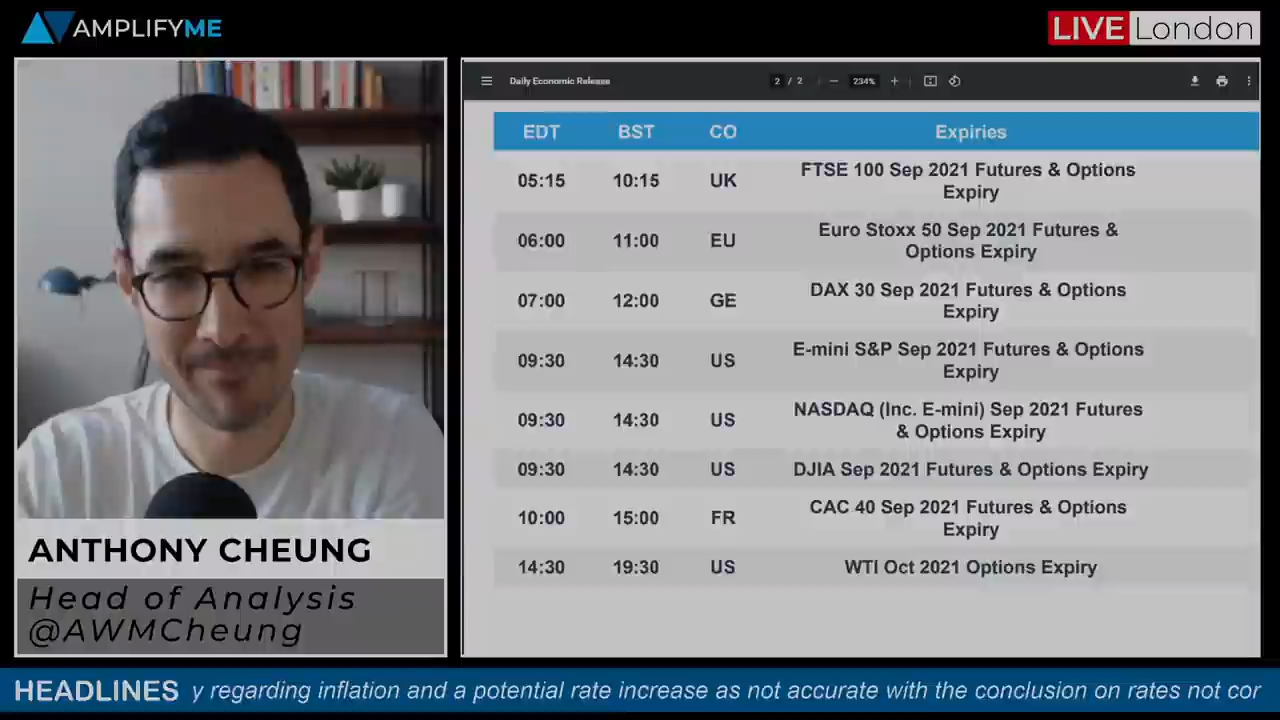 AMPLIFYME
LIVE London
Daily Economic Release
2 / 2
234%
EDT BST CO Expiries
05:15 10:15 UK FTSE 100 Sep 2021 Futures & Options
Expiry
06:00 11:00 EU Euro Stoxx 50 Sep 2021 Futures &
Options Expiry
07:00 12:00 GE DAX 30 Sep 2021 Futures & Options
Expiry
09:30 14:30 US E-mini S&P Sep 2021 Futures & Options
Expiry
09:30 14:30 US NASDAQ (Inc. E-mini) Sep 2021 Futures
& Options Expiry
09:30 14:30 US DJIA Sep 2021 Futures & Options Expiry
10:00 15:00 FR CAC 40 Sep 2021 Futures & Options
Expiry
14:30 19:30 US WTI Oct 2021 Options Expiry
ANTHONY CHEUNG
Head of Analysis
@AWMCheung
HEADLINES y regarding inflation and a potential rate increase as not accurate with the conclusion on rates not cor